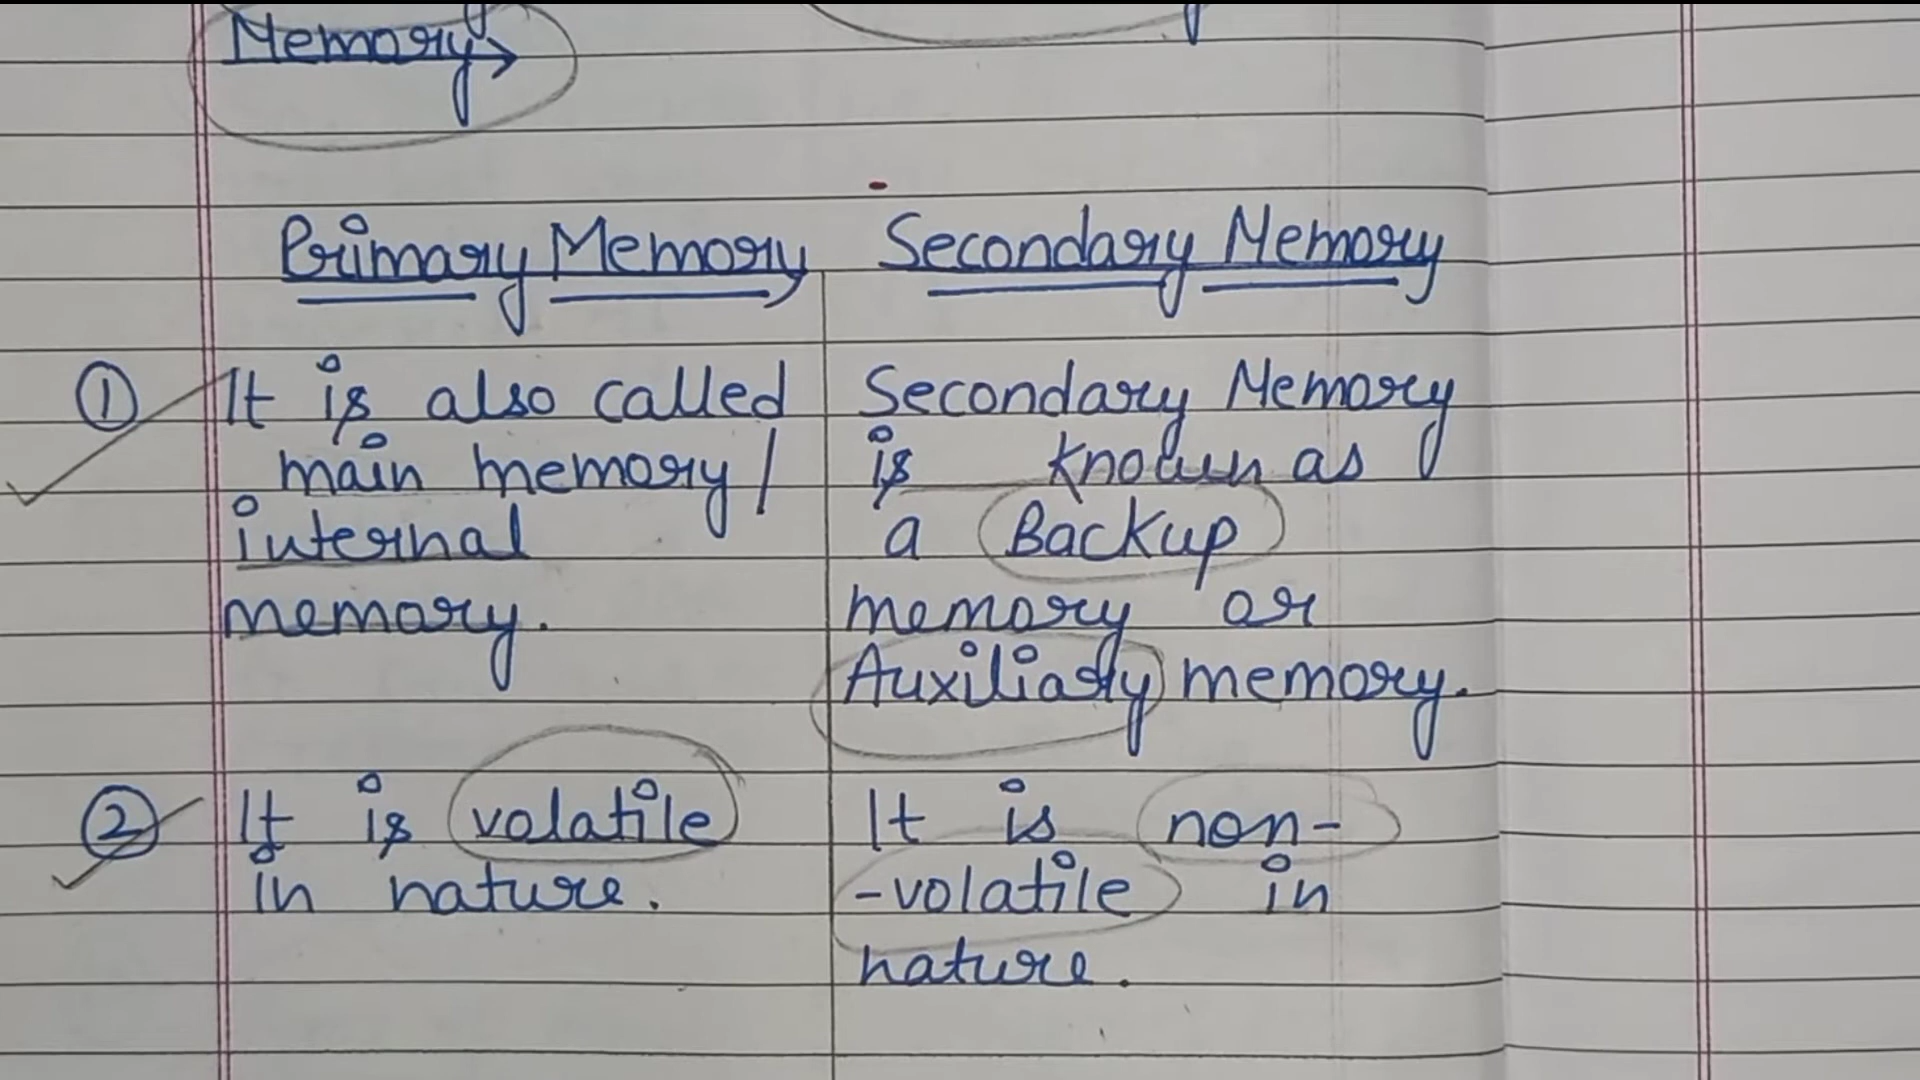 Memory→
Primary Memory Secondary Memory
① It is also called
main memory/
internal
memory.
Secondary Memory
is known as
a Backup
memory or
Auxiliary memory.
② It is volatile
in nature.
It is non-
-volatile in
nature.